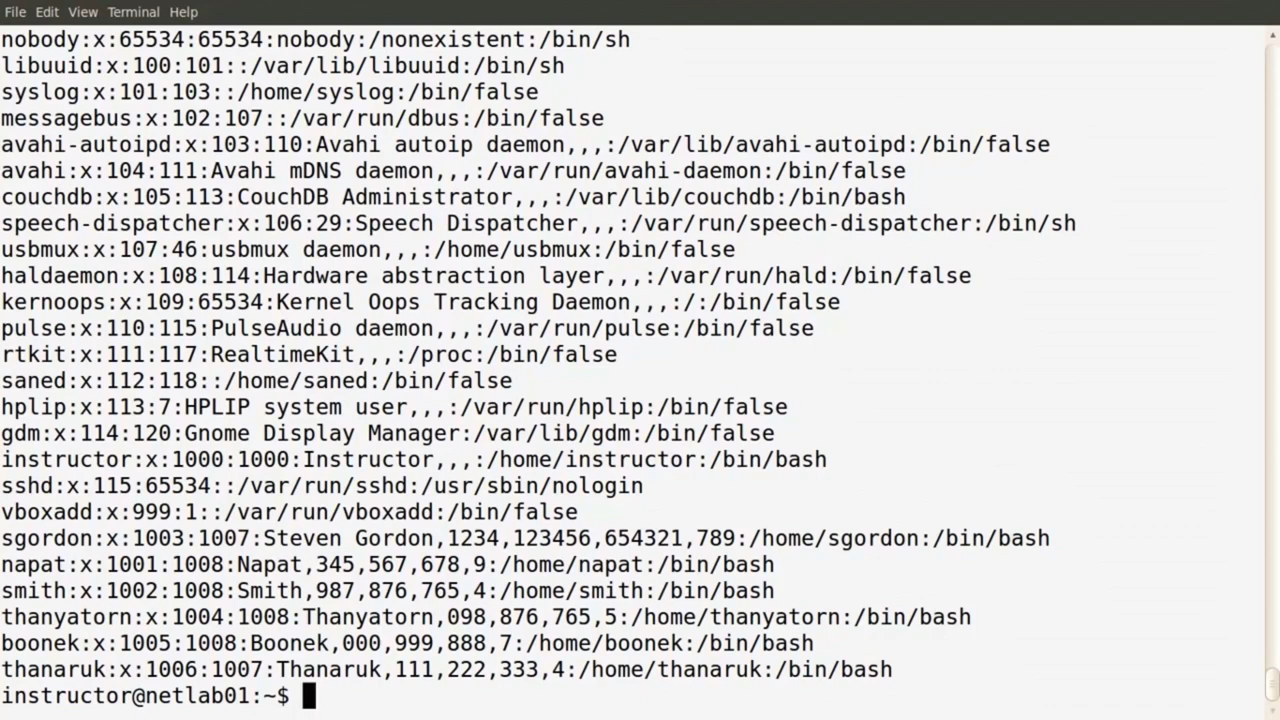 File Edit View Terminal Help
nobody:x:65534:65534:nobody:/nonexistent:/bin/sh
libuuid:x:100:101::/var/lib/libuuid:/bin/sh
syslog:x:101:103::/home/syslog:/bin/false
messagebus:x:102:107::/var/run/dbus:/bin/false
avahi-autoipd:x:103:110:Avahi autoip daemon,,,:/var/lib/avahi-autoipd:/bin/false
avahi:x:104:111:Avahi mDNS daemon,,,:/var/run/avahi-daemon:/bin/false
couchdb:x:105:113:CouchDB Administrator,,,:/var/lib/couchdb:/bin/bash
speech-dispatcher:x:106:29:Speech Dispatcher,,,:/var/run/speech-dispatcher:/bin/sh
usbmux:x:107:46:usbmux daemon,,,:/home/usbmux:/bin/false
haldaemon:x:108:114:Hardware abstraction layer,,,:/var/run/hald:/bin/false
kernoops:x:109:65534:Kernel Oops Tracking Daemon,,,:/:/bin/false
pulse:x:110:115:PulseAudio daemon,,,:/var/run/pulse:/bin/false
rtkit:x:111:117:RealtimeKit,,,:/proc:/bin/false
saned:x:112:118::/home/saned:/bin/false
hplip:x:113:7:HPLIP system user,,,:/var/run/hplip:/bin/false
gdm:x:114:120:Gnome Display Manager:/var/lib/gdm:/bin/false
instructor:x:1000:1000:Instructor,,,:/home/instructor:/bin/bash
sshd:x:115:65534::/var/run/sshd:/usr/sbin/nologin
vboxadd:x:999:1::/var/run/vboxadd:/bin/false
sgordon:x:1003:1007:Steven Gordon,1234,123456,654321,789:/home/sgordon:/bin/bash
napat:x:1001:1008:Napat,345,567,678,9:/home/napat:/bin/bash
smith:x:1002:1008:Smith,987,876,765,4:/home/smith:/bin/bash
thanyatorn:x:1004:1008:Thanyatorn,098,876,765,5:/home/thanyatorn:/bin/bash
boonek:x:1005:1008:Boonek,000,999,888,7:/home/boonek:/bin/bash
thanaruk:x:1006:1007:Thanaruk,111,222,333,4:/home/thanaruk:/bin/bash
instructor@netlab01:~$